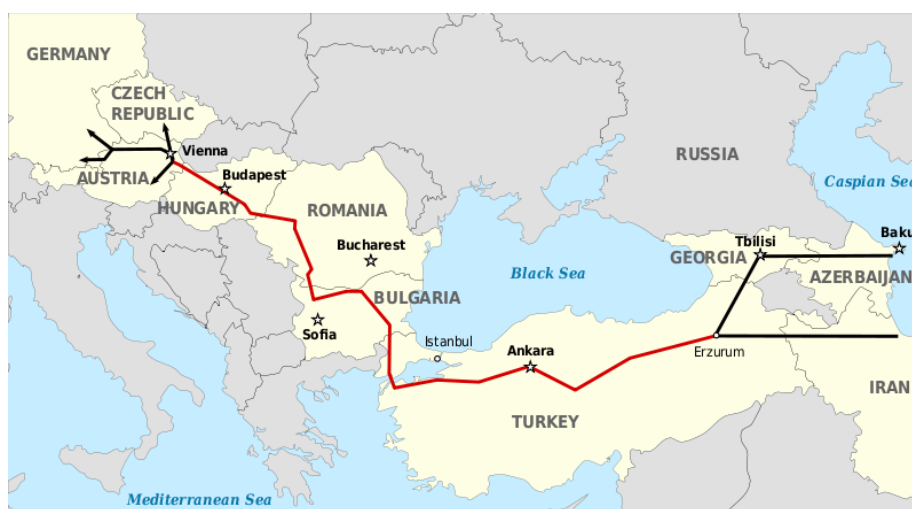 GERMANY
CZECH
REPUBLIC
Vienna
AUSTRIA
Budapest
HUNGARY
ROMANIA
Bucharest
RUSSIA
Caspian Sea
Baku
Tbilisi
GEORGIA
AZERBAIJAN
Black Sea
BULGARIA
Sofia
Istanbul
Ankara
Erzurum
IRAN
TURKEY
Mediterranean Sea